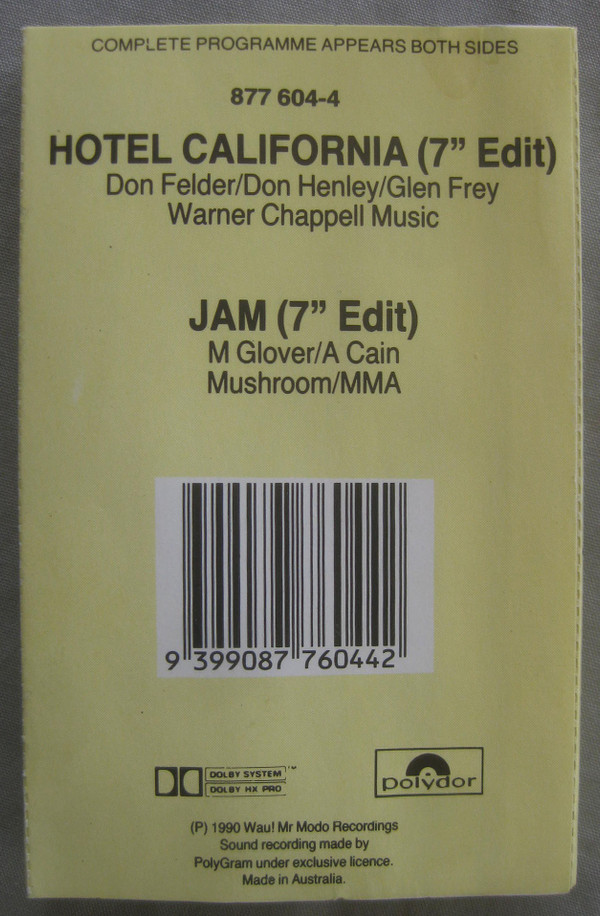 COMPLETE PROGRAMME APPEARS BOTH SIDES
877 604-4
HOTEL CALIFORNIA (7” Edit)
Don Felder/Don Henley/Glen Frey
Warner Chappell Music
JAM (7” Edit)
M Glover/A Cain
Mushroom/MMA
9 399087 760442
DOLBY SYSTEM™
DOLBY HX PRO
polydor
(P) 1990 Wau! Mr Modo Recordings
Sound recording made by
PolyGram under exclusive licence.
Made in Australia.